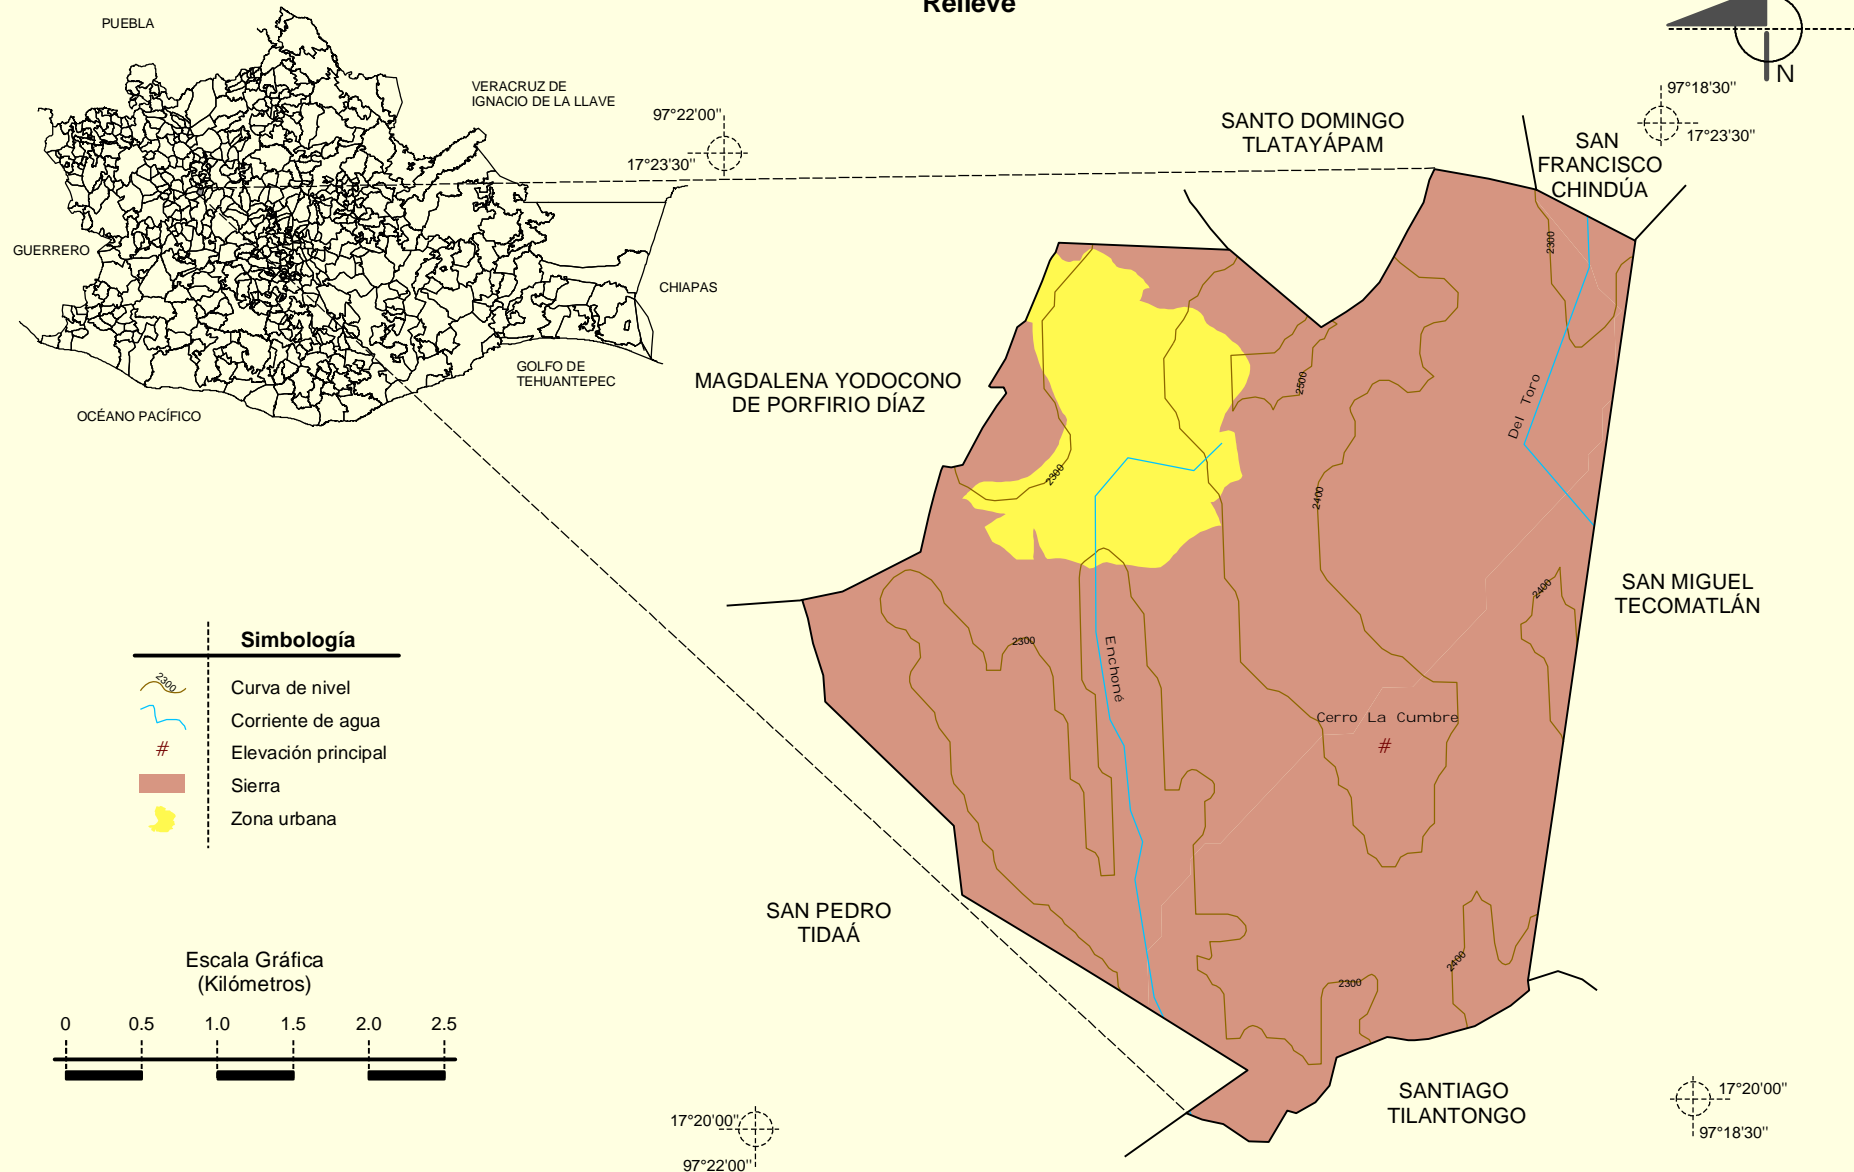 Relieve
PUEBLA
VERACRUZ DE
IGNACIO DE LA LLAVE
GUERRERO
CHIAPAS
GOLFO DE
TEHUANTEPEC
OCÉANO PACÍFICO
N
97°22'00"
17°23'30"
97°18'30"
17°23'30"
SANTO DOMINGO
TLATAYÁPAM
SAN
FRANCISCO
CHINDÚA
MAGDALENA YODOCONO
DE PORFIRIO DÍAZ
2300
2500
Del Toro
2300
2400
2400
SAN MIGUEL
TECOMATLÁN
2300
Enchoné
Cerro La Cumbre
#
Simbología
2300
Curva de nivel
Corriente de agua
#
Elevación principal
Sierra
Zona urbana
SAN PEDRO
TIDAÁ
2400
2300
Escala Gráfica
(Kilómetros)
0 0.5 1.0 1.5 2.0 2.5
SANTIAGO
TILANTONGO
17°20'00"
97°22'00"
17°20'00"
97°18'30"